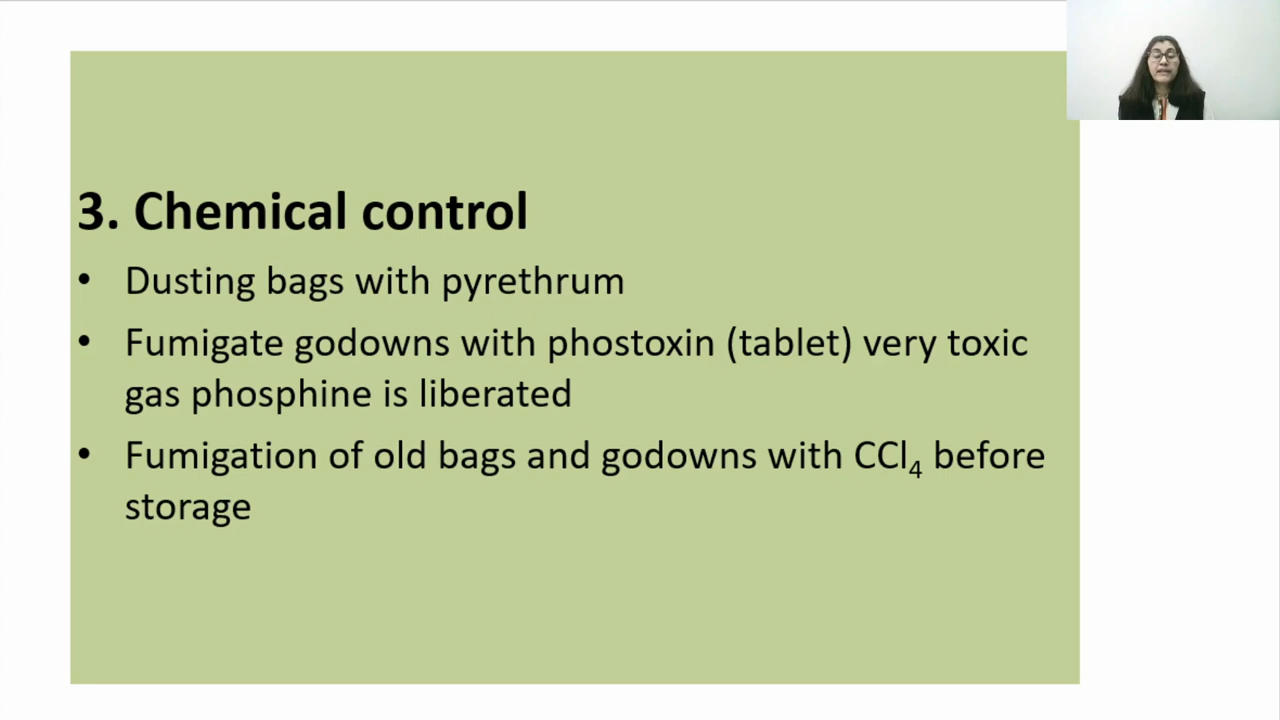 3. Chemical control
• Dusting bags with pyrethrum
• Fumigate godowns with phostoxin (tablet) very toxic
gas phosphine is liberated
• Fumigation of old bags and godowns with CCl₄ before
storage